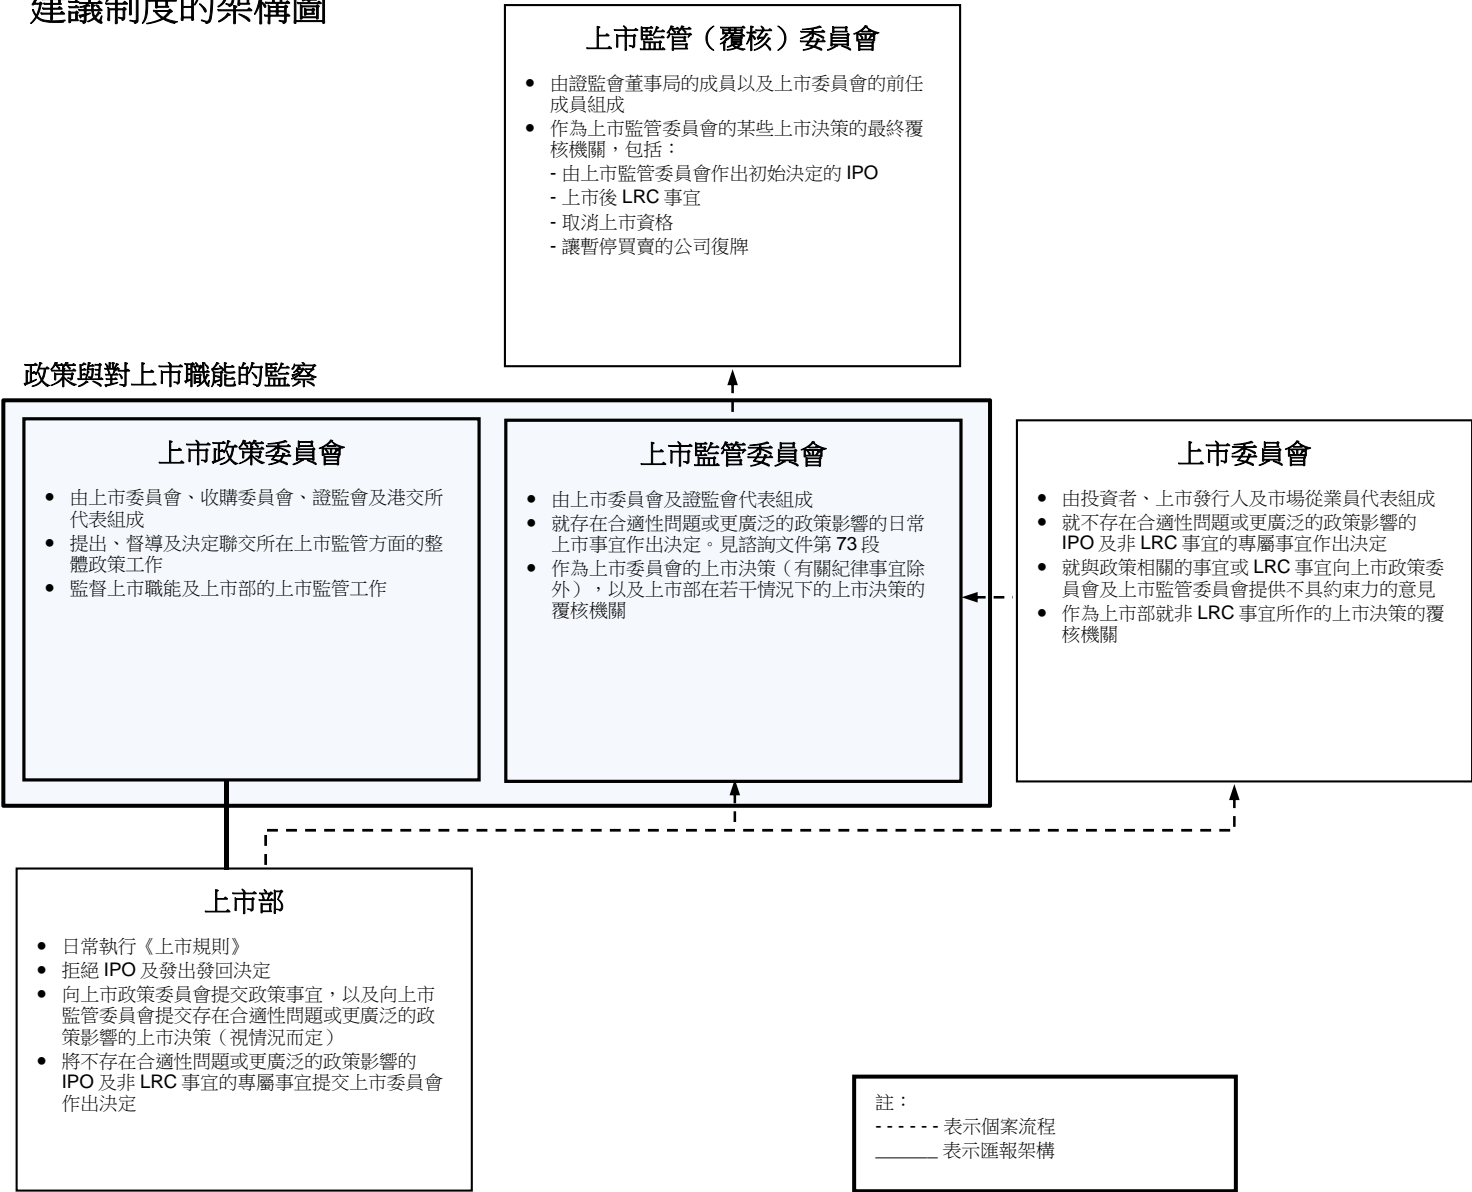 建議制度的架構圖
上市監管（覆核）委員會
● 由證監會董事局的成員以及上市委員會的前任
成員組成
● 作為上市監管委員會的某些上市決策的最終覆
核機關，包括：
- 由上市監管委員會作出初始決定的 IPO
- 上市後 LRC 事宜
- 取消上市資格
- 讓暫停買賣的公司復牌
政策與對上市職能的監察
上市政策委員會
● 由上市委員會、收購委員會、證監會及港交所
代表組成
● 提出、督導及決定聯交所在上市監管方面的整
體政策工作
● 監督上市職能及上市部的上市監管工作
上市監管委員會
● 由上市委員會及證監會代表組成
● 就存在合適性問題或更廣泛的政策影響的日常
上市事宜作出決定。見諮詢文件第 73 段
● 作為上市委員會的上市決策（有關紀律事宜除
外），以及上市部在若干情況下的上市決策的
覆核機關
上市委員會
● 由投資者、上市發行人及市場從業員代表組成
● 就不存在合適性問題或更廣泛的政策影響的
IPO 及非 LRC 事宜的專屬事宜作出決定
● 就與政策相關的事宜或 LRC 事宜向上市政策委
員會及上市監管委員會提供不具約束力的意見
● 作為上市部就非 LRC 事宜所作的上市決策的覆
核機關
上市部
● 日常執行《上市規則》
● 拒絕 IPO 及發出發回決定
● 向上市政策委員會提交政策事宜，以及向上市
監管委員會提交存在合適性問題或更廣泛的政
策影響的上市決策（視情況而定）
● 將不存在合適性問題或更廣泛的政策影響的
IPO 及非 LRC 事宜的專屬事宜提交上市委員會
作出決定
註：
- - - - - - 表示個案流程
_______ 表示匯報架構